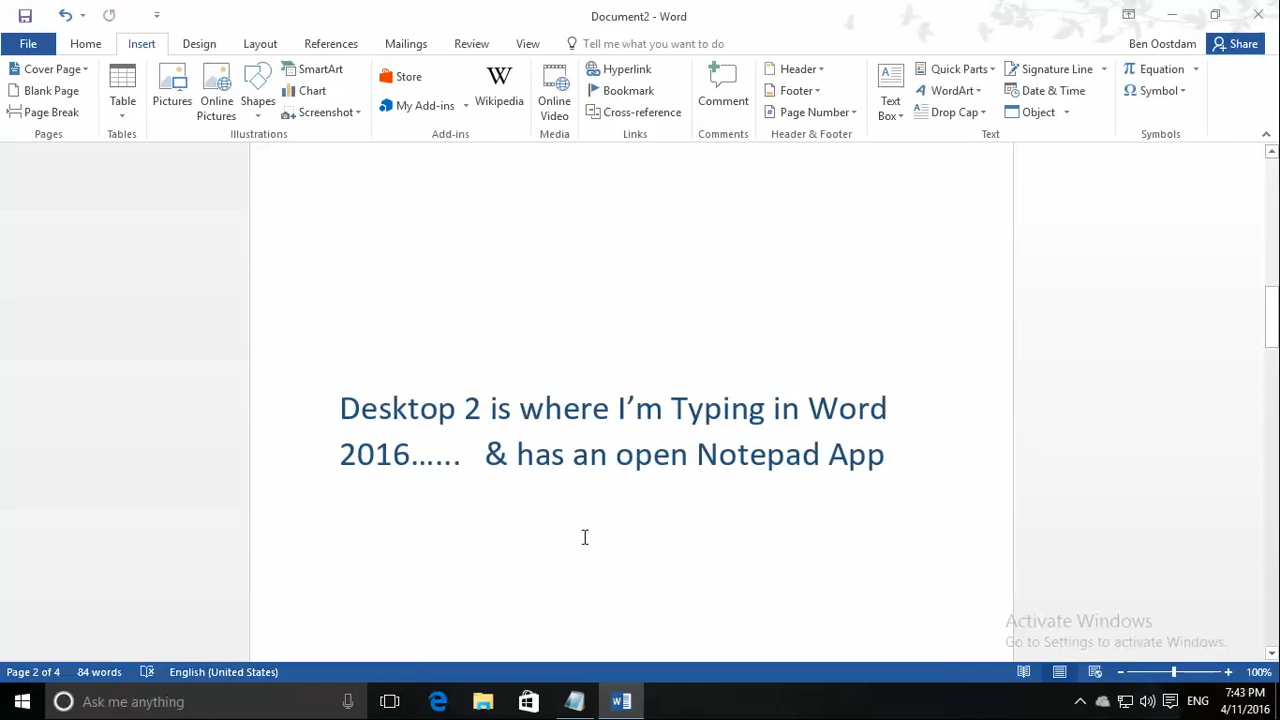 Document2 - Word
File Home Insert Design Layout References Mailings Review View Tell me what you want to do Ben Oostdam Share
Cover Page
Blank Page
Page Break
Pages
Table
Tables
Pictures
Online Pictures
Shapes
SmartArt
Chart
Screenshot
Illustrations
Store
My Add-ins
W
Wikipedia
Add-ins
Online Video
Media
Hyperlink
Bookmark
Cross-reference
Links
Comment
Comments
Header
Footer
Page Number
Header & Footer
Text Box
Quick Parts
WordArt
Drop Cap
Signature Line
Date & Time
Object
Text
Equation
Symbol
Symbols
Desktop 2 is where I’m Typing in Word
2016…... & has an open Notepad App
Activate Windows
Go to Settings to activate Windows.
Page 2 of 4 84 words English (United States) 100%
Ask me anything ENG 7:43 PM
4/11/2016